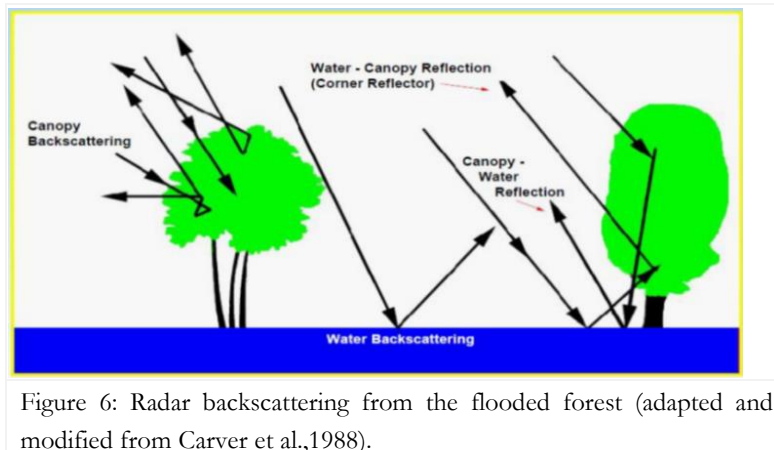 Water - Canopy Reflection
(Corner Reflector)
Canopy
Backscattering
Canopy -
Water
Reflection
Water Backscattering
Figure 6: Radar backscattering from the flooded forest (adapted and
modified from Carver et al.,1988).